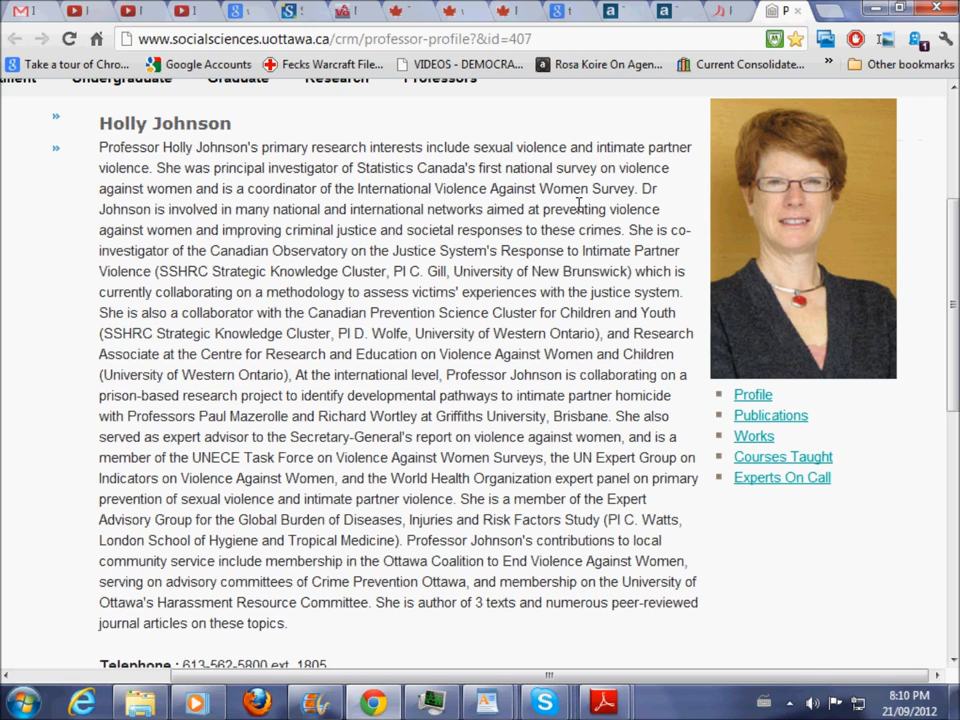 www.socialsciences.uottawa.ca/crm/professor-profile?&id=407
Take a tour of Chro... Google Accounts Fecks Warcraft File... VIDEOS - DEMOCRA... Rosa Koire On Agen... Current Consolidate... » Other bookmarks
Undergraduate Graduate Research Professors
Holly Johnson
Professor Holly Johnson's primary research interests include sexual violence and intimate partner
violence. She was principal investigator of Statistics Canada's first national survey on violence
against women and is a coordinator of the International Violence Against Women Survey. Dr
Johnson is involved in many national and international networks aimed at preventing violence
against women and improving criminal justice and societal responses to these crimes. She is co-
investigator of the Canadian Observatory on the Justice System's Response to Intimate Partner
Violence (SSHRC Strategic Knowledge Cluster, PI C. Gill, University of New Brunswick) which is
currently collaborating on a methodology to assess victims' experiences with the justice system.
She is also a collaborator with the Canadian Prevention Science Cluster for Children and Youth
(SSHRC Strategic Knowledge Cluster, PI D. Wolfe, University of Western Ontario), and Research
Associate at the Centre for Research and Education on Violence Against Women and Children
(University of Western Ontario), At the international level, Professor Johnson is collaborating on a
prison-based research project to identify developmental pathways to intimate partner homicide
with Professors Paul Mazerolle and Richard Wortley at Griffiths University, Brisbane. She also
served as expert advisor to the Secretary-General's report on violence against women, and is a
member of the UNECE Task Force on Violence Against Women Surveys, the UN Expert Group on
Indicators on Violence Against Women, and the World Health Organization expert panel on primary
prevention of sexual violence and intimate partner violence. She is a member of the Expert
Advisory Group for the Global Burden of Diseases, Injuries and Risk Factors Study (PI C. Watts,
London School of Hygiene and Tropical Medicine). Professor Johnson's contributions to local
community service include membership in the Ottawa Coalition to End Violence Against Women,
serving on advisory committees of Crime Prevention Ottawa, and membership on the University of
Ottawa's Harassment Resource Committee. She is author of 3 texts and numerous peer-reviewed
journal articles on these topics.
Telephone : 613-562-5800 ext. 1805
Profile
Publications
Works
Courses Taught
Experts On Call
8:10 PM
21/09/2012